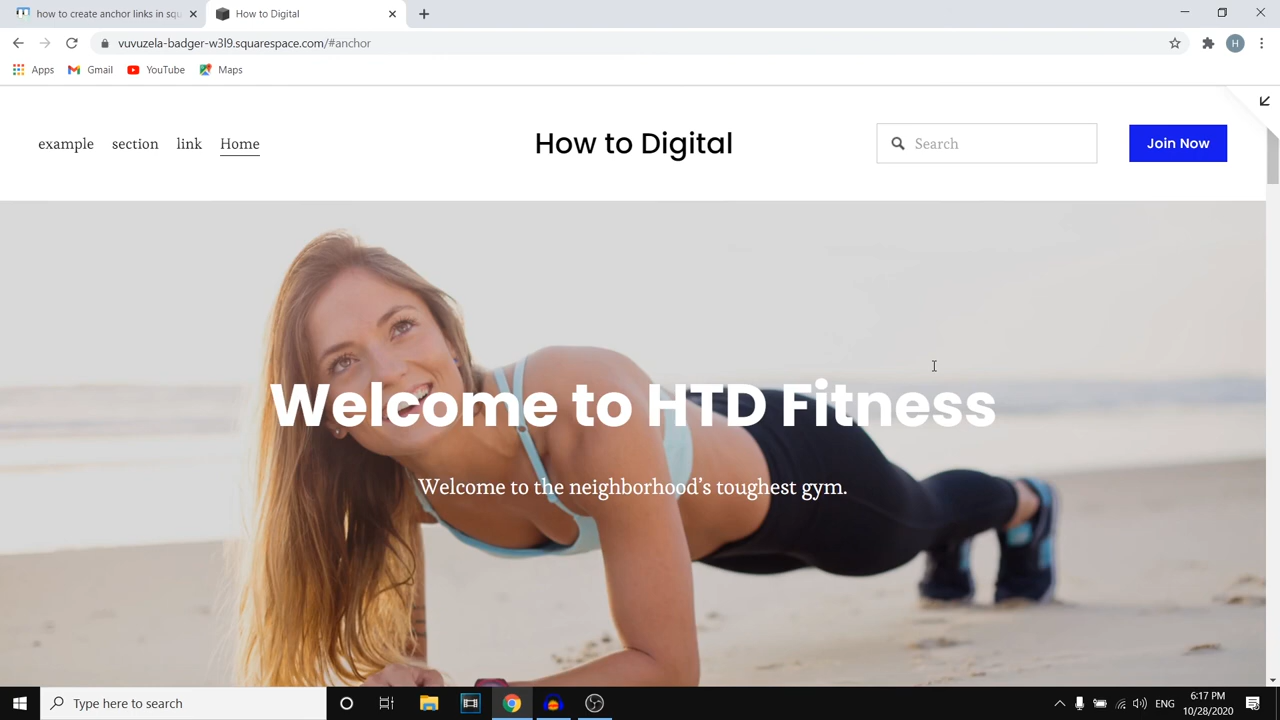 how to create anchor links in squ
How to Digital
vuvuzela-badger-w3l9.squarespace.com/#anchor
H
Apps
Gmail
YouTube
Maps
example
section
link
Home
How to Digital
Search
Join Now
Welcome to HTD Fitness
Welcome to the neighborhood’s toughest gym.
Type here to search
ENG
6:17 PM
10/28/2020